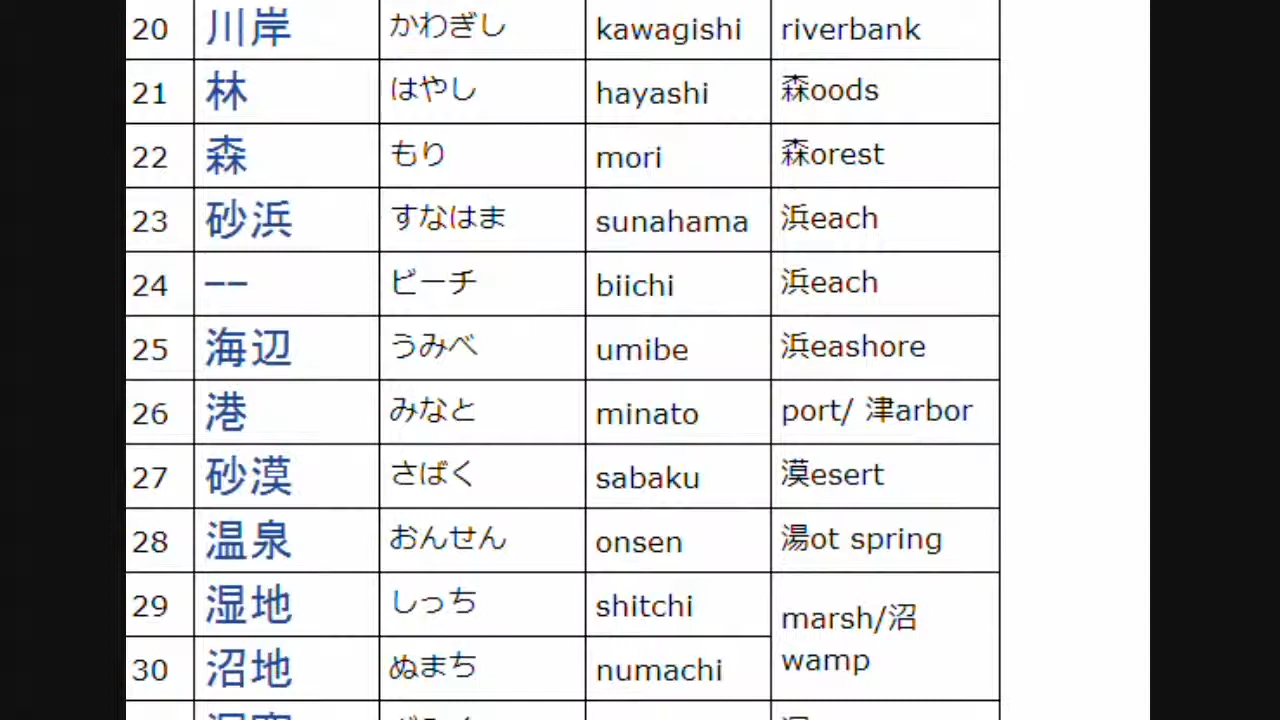 20 川岸 かわぎし kawagishi riverbank
21 林 はやし hayashi 森oods
22 森 もり mori 森orest
23 砂浜 すなはま sunahama 浜each
24 −− ビーチ biichi 浜each
25 海辺 うみべ umibe 浜eashore
26 港 みなと minato port/ 津arbor
27 砂漠 さばく sabaku 漠esert
28 温泉 おんせん onsen 湯ot spring
29 湿地 しっち shitchi marsh/沼
30 沼地 ぬまち numachi wamp